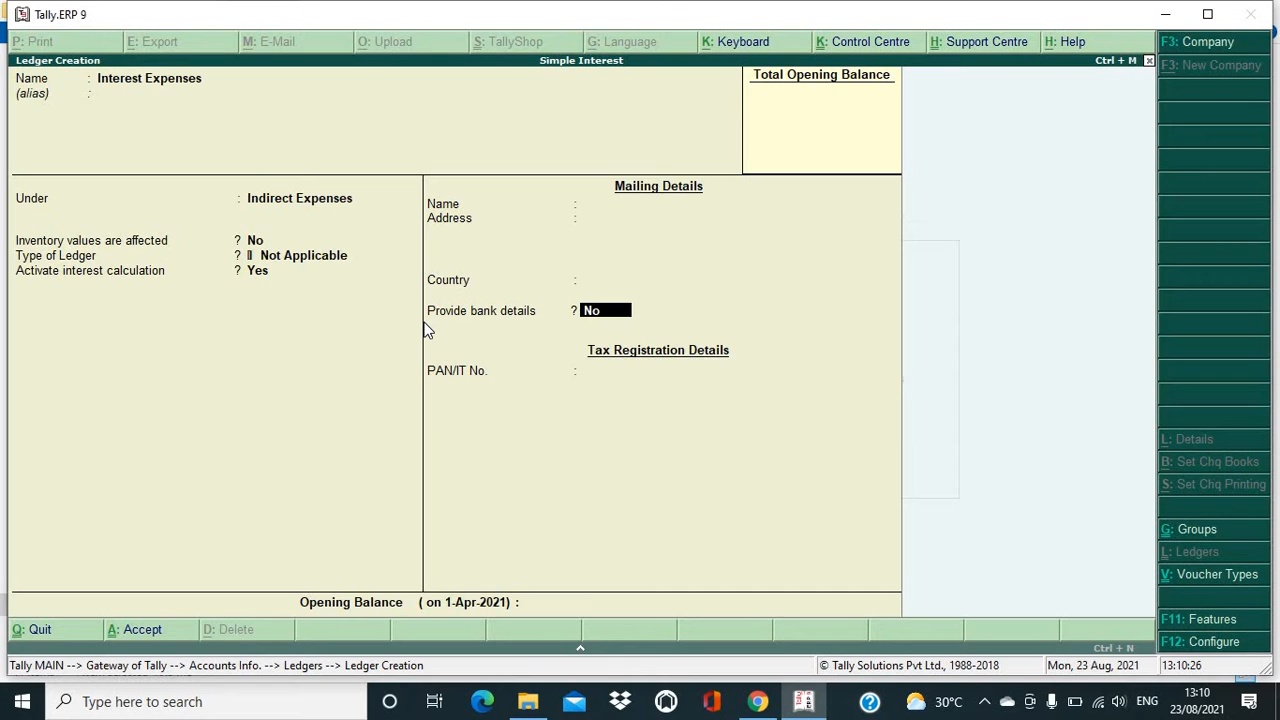 Tally.ERP 9
P: Print E: Export M: E-Mail O: Upload S: TallyShop G: Language K: Keyboard K: Control Centre H: Support Centre H: Help F3: Company
Ledger Creation Simple Interest Ctrl + M
F3: New Company
Name : Interest Expenses
(alias) :
Total Opening Balance
Under : Indirect Expenses
Inventory values are affected ? No
Type of Ledger ? Not Applicable
Activate interest calculation ? Yes
Mailing Details
Name :
Address :
Country :
Provide bank details ? No
Tax Registration Details
PAN/IT No. :
L: Details
B: Set Chq Books
S: Set Chq Printing
G: Groups
L: Ledgers
V: Voucher Types
F11: Features
F12: Configure
Opening Balance ( on 1-Apr-2021) :
Q: Quit A: Accept D: Delete
Ctrl + N
Tally MAIN --> Gateway of Tally --> Accounts Info. --> Ledgers --> Ledger Creation © Tally Solutions Pvt Ltd., 1988-2018 Mon, 23 Aug, 2021 13:10:26
Type here to search 30°C ENG 13:10
23/08/2021